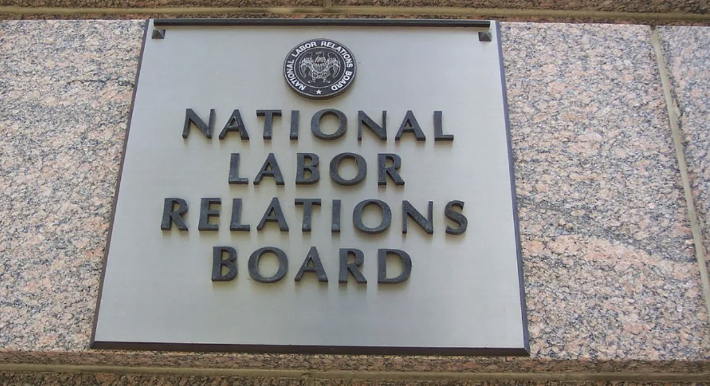 NATIONAL LABOR RELATIONS BOARD
NATIONAL
LABOR
RELATIONS
BOARD